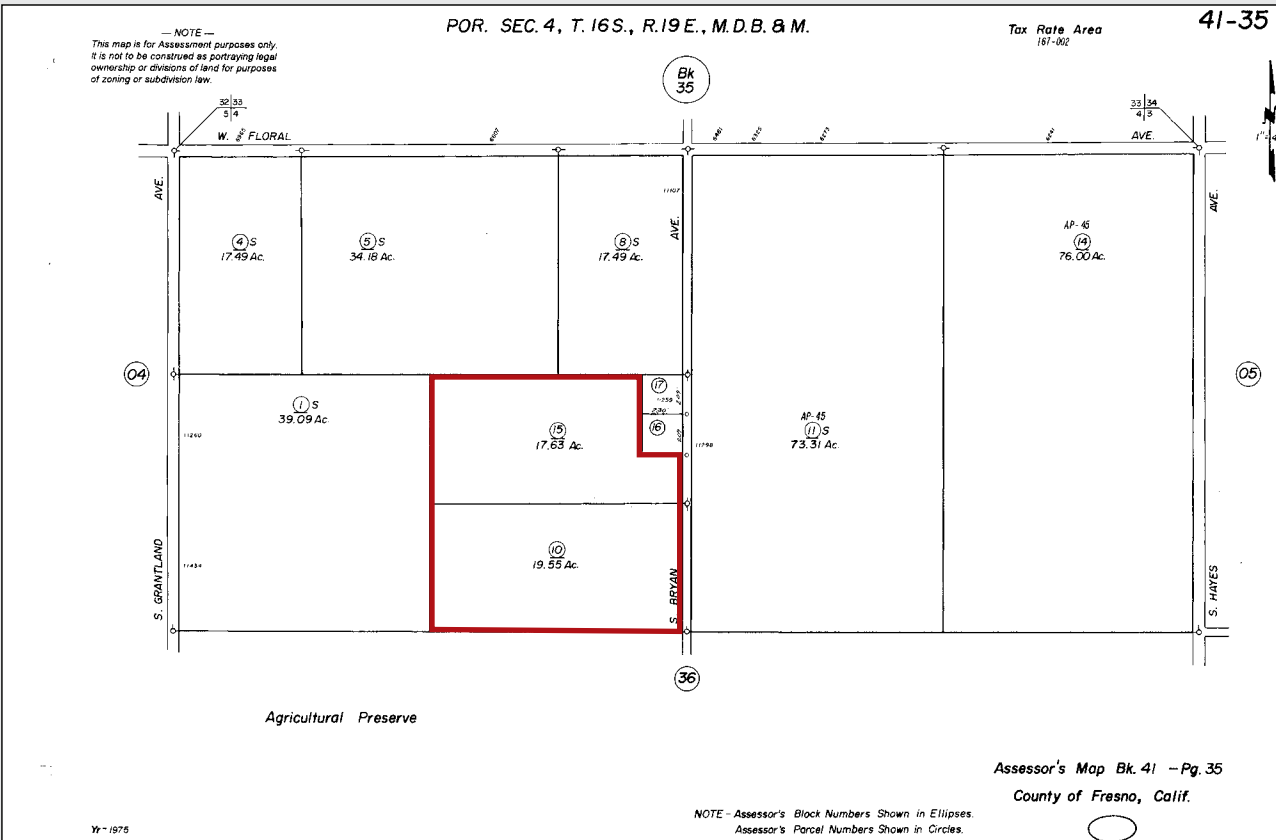 41-35
POR. SEC. 4, T. 16 S., R. 19 E., M. D. B. & M.
Tax Rate Area
167-002
— NOTE —
This map is for Assessment purposes only.
It is not to be construed as portraying legal
ownership or divisions of land for purposes
of zoning or subdivision law.
Bk
35
32 33
5 4
33 34
4 3
W. FLORAL
AVE.
N
AVE.
AVE.
AVE.
11107
4 S
17.49 Ac.
5 S
34.18 Ac.
8 S
17.49 Ac.
AP-45
14
76.00 Ac.
04
05
1 S
39.09 Ac.
17
11259
16
15
17.63 Ac.
AP-45
11 S
73.31 Ac.
11260
11298
10
19.55 Ac.
11434
S. GRANTLAND
S. BRYAN
S. HAYES
36
Agricultural Preserve
Assessor's Map Bk. 41 - Pg. 35
County of Fresno, Calif.
NOTE - Assessor's Block Numbers Shown in Ellipses.
Assessor's Parcel Numbers Shown in Circles.
Yr-1975